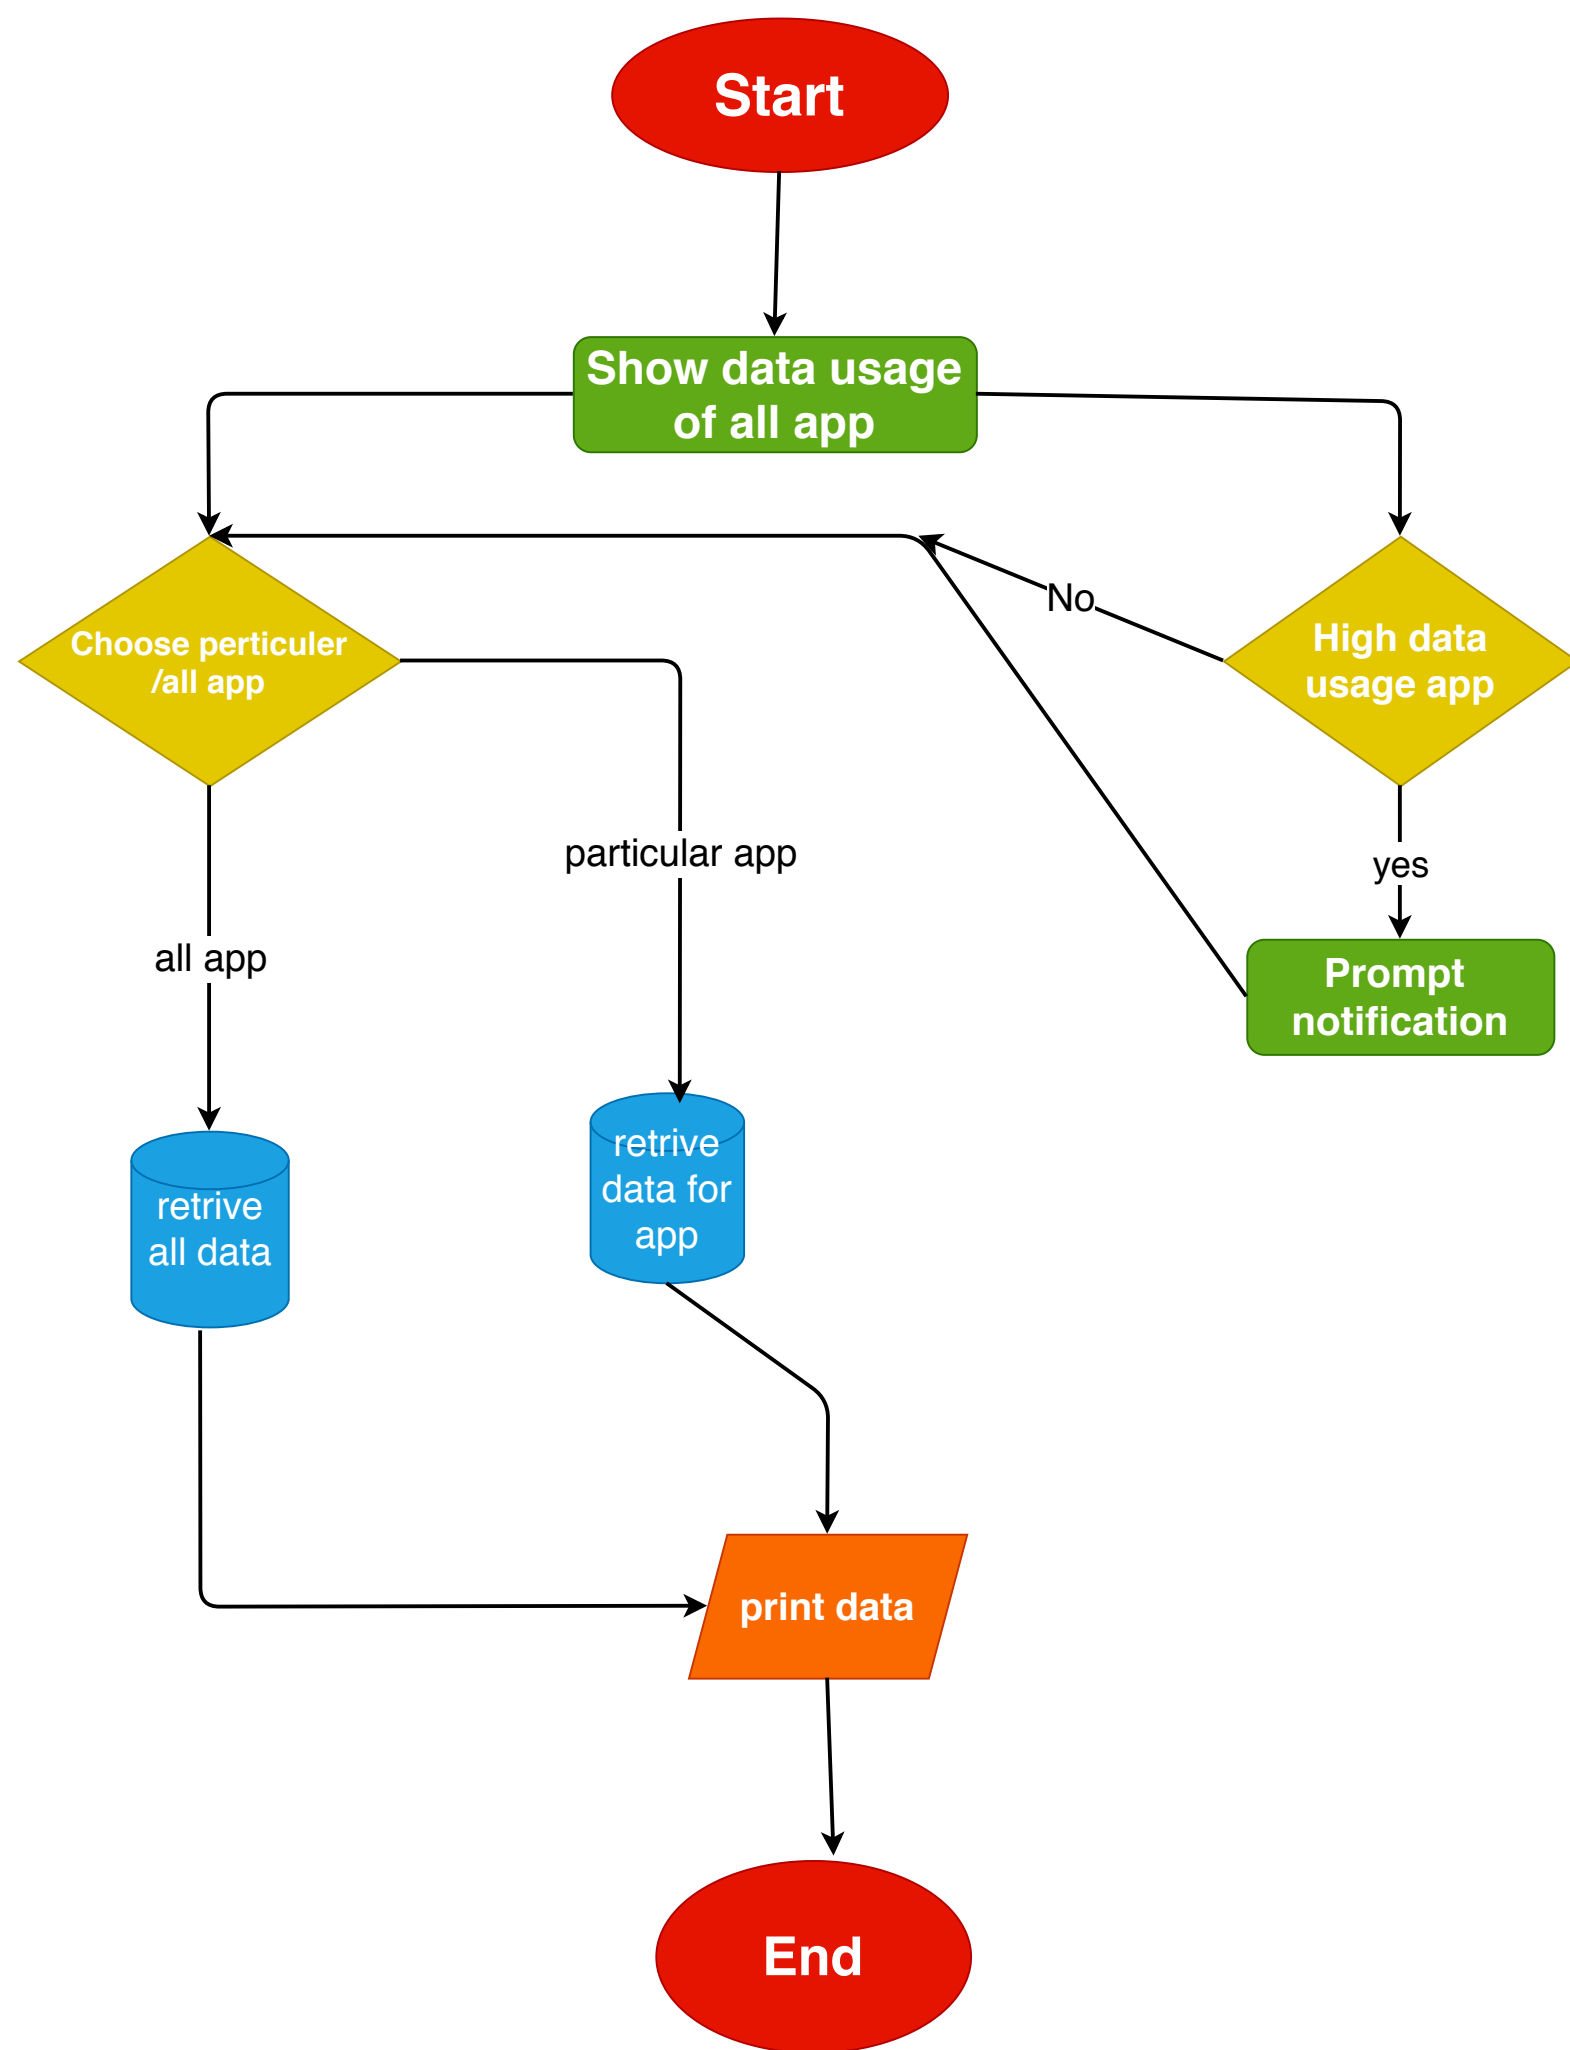 Start
Show data usage
of all app
No
Choose perticuler
/all app
High data
usage app
particular app
yes
all app
Prompt
notification
retrive
data for
app
retrive
all data
print data
End